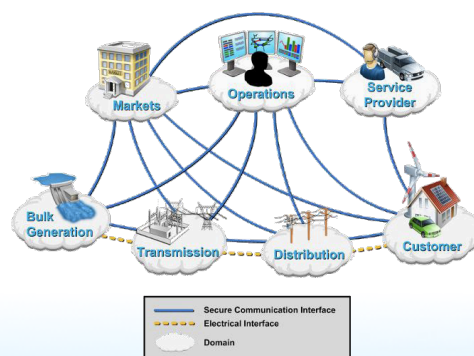 Markets
Operations
Service
Provider
Bulk
Generation
Transmission
Distribution
Customer
Secure Communication Interface
Electrical Interface
Domain